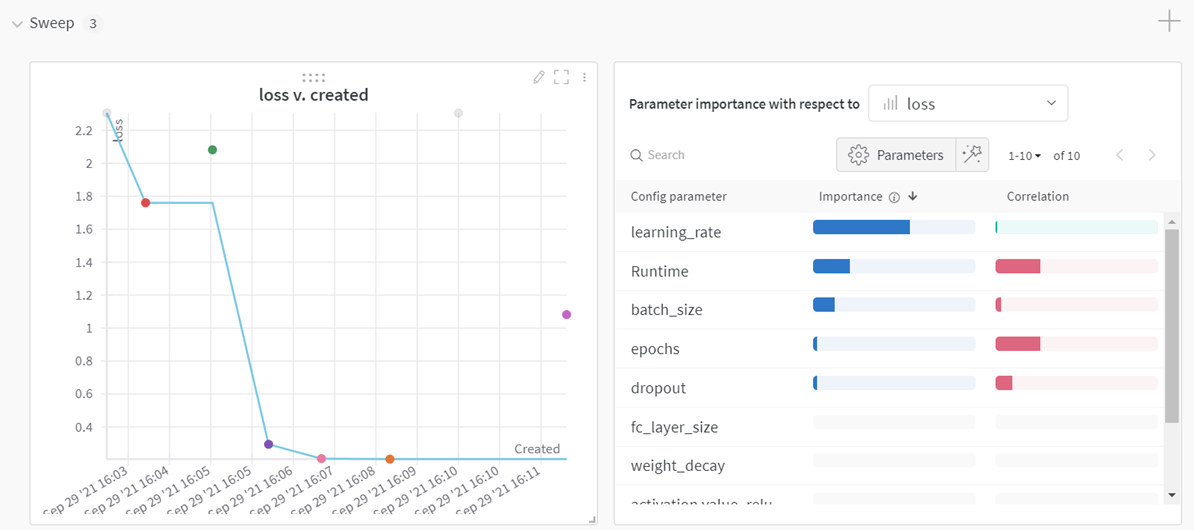 Sweep 3
loss v. created
loss
2.2
2
1.8
1.6
1.4
1.2
1
0.8
0.6
0.4
Created
Sep 29 '21 16:03
Sep 29 '21 16:04
Sep 29 '21 16:05
Sep 29 '21 16:05
Sep 29 '21 16:06
Sep 29 '21 16:07
Sep 29 '21 16:08
Sep 29 '21 16:09
Sep 29 '21 16:10
Sep 29 '21 16:10
Sep 29 '21 16:11
Parameter importance with respect to loss
Search Parameters 1-10 of 10
Config parameter Importance Correlation
learning_rate
Runtime
batch_size
epochs
dropout
fc_layer_size
weight_decay
activation.value_relu